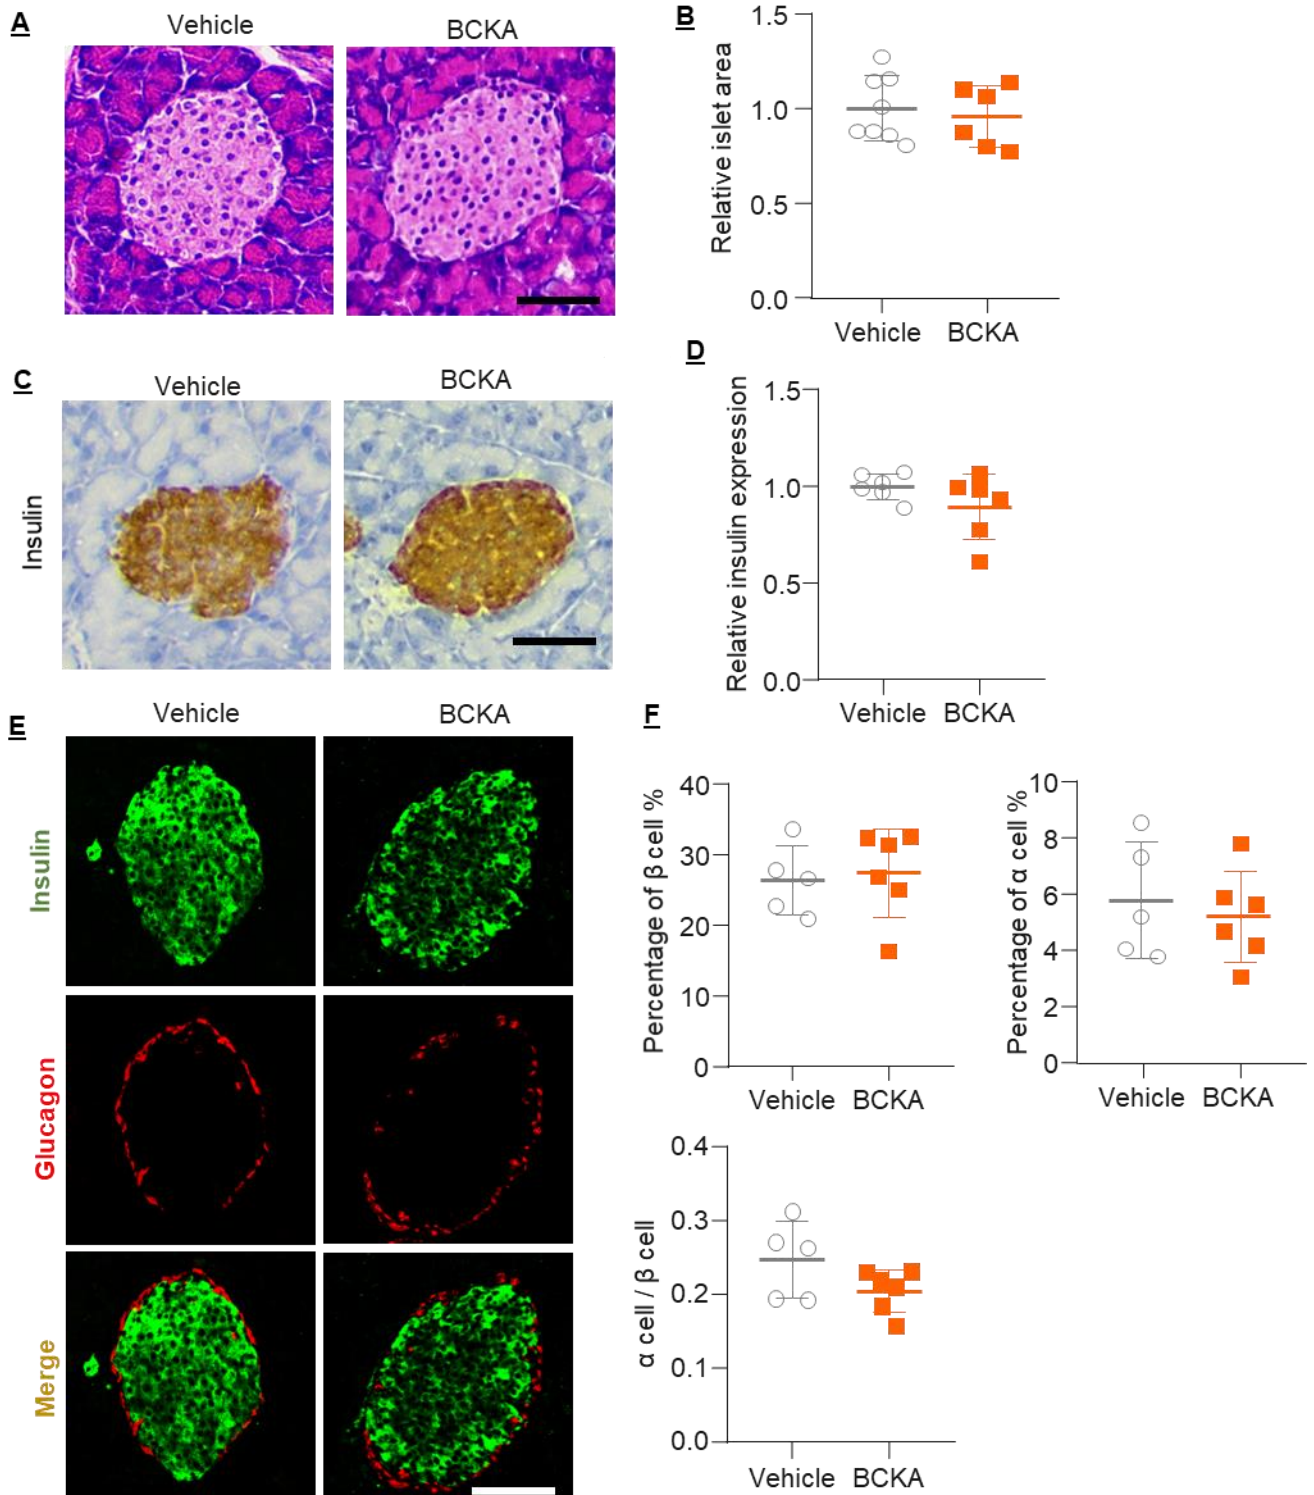 A
Vehicle
BCKA
B
Relative islet area
1.5
1.0
0.5
0.0
Vehicle
BCKA
C
Vehicle
BCKA
Insulin
D
Relative insulin expression
1.5
1.0
0.5
0.0
Vehicle
BCKA
E
Vehicle
BCKA
Insulin
Glucagon
Merge
F
Percentage of β cell %
40
30
20
10
0
Vehicle
BCKA
Percentage of α cell %
10
8
6
4
2
0
Vehicle
BCKA
α cell / β cell
0.4
0.3
0.2
0.1
0.0
Vehicle
BCKA